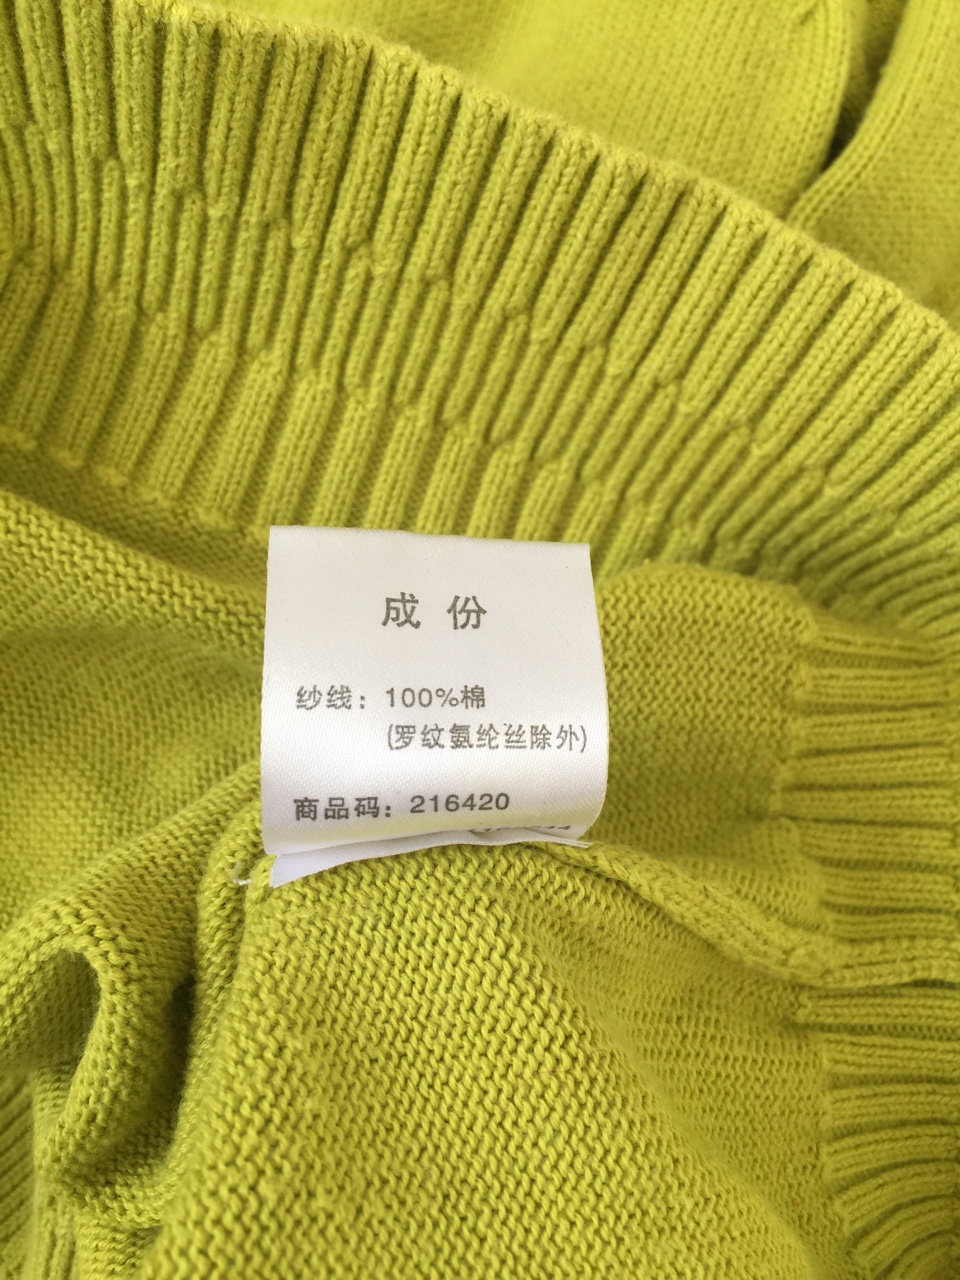 成份
纱线：100%棉
(罗纹氨纶丝除外)
商品码：216420